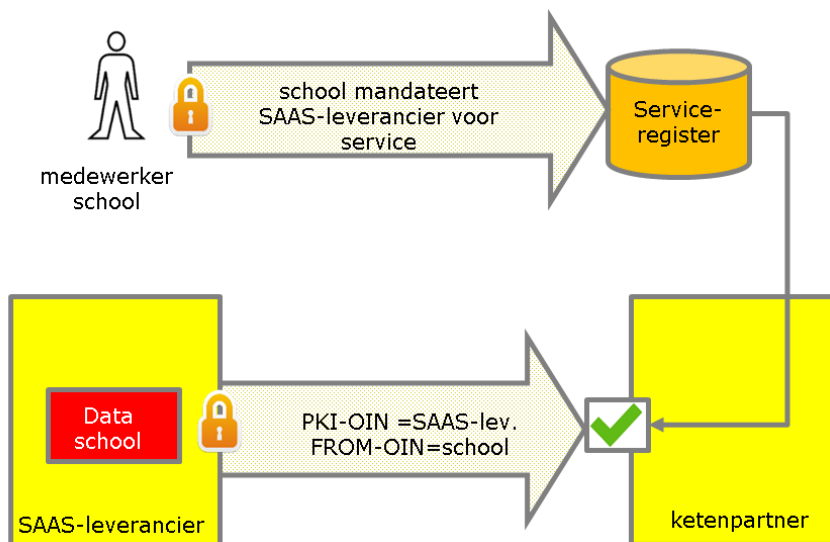 school mandateert
SAAS-leverancier voor
service
Service-
register
medewerker
school
Data
school
PKI-OIN =SAAS-lev.
FROM-OIN=school
SAAS-leverancier
ketenpartner